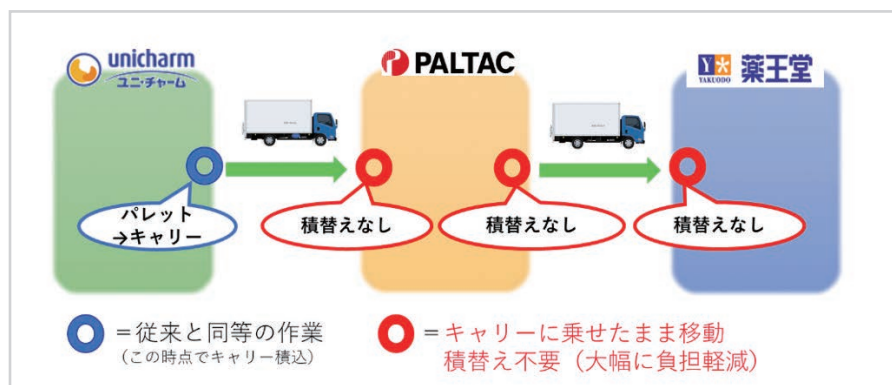 unicharm
ユニ・チャーム
PALTAC
YAKUODO
薬王堂
パレット
→キャリー
積替えなし
積替えなし
積替えなし
=従来と同等の作業
(この時点でキャリー積込)
=キャリーに乗せたまま移動
積替え不要(大幅に負担軽減)